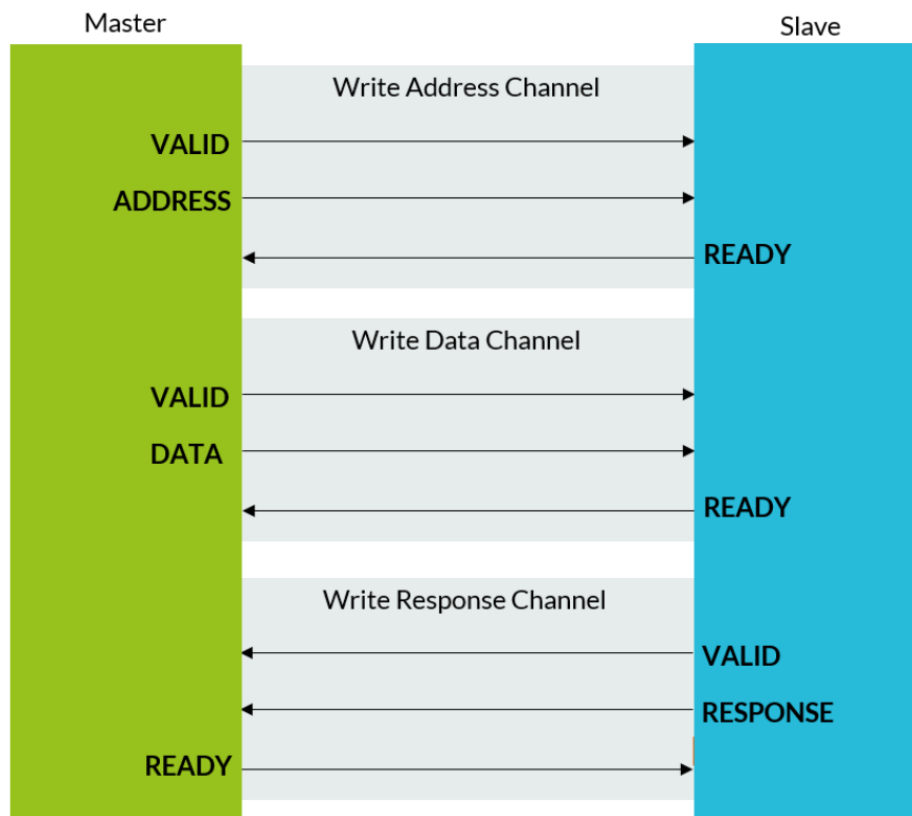 Master
Slave
Write Address Channel
VALID
ADDRESS
READY
Write Data Channel
VALID
DATA
READY
Write Response Channel
VALID
RESPONSE
READY